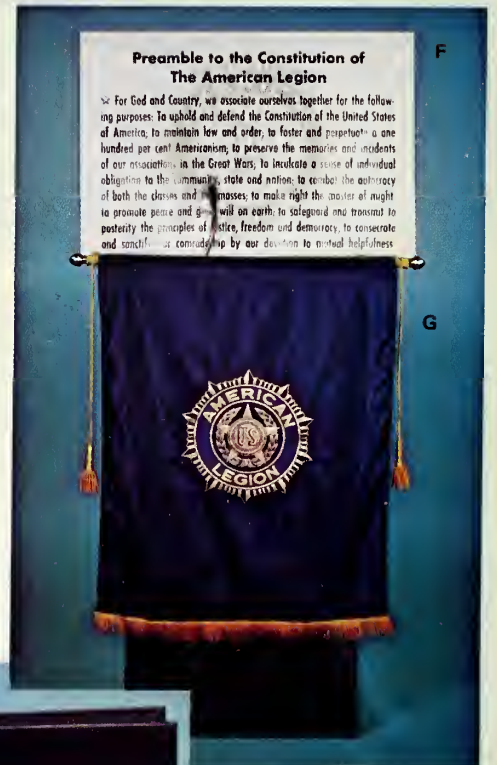 F
Preamble to the Constitution of
The American Legion
☆ For God and Country, we associate ourselves together for the follow-
ing purposes: To uphold and defend the Constitution of the United States
of America; to maintain law and order; to foster and perpetuate a one
hundred per cent Americanism; to preserve the memories and incidents
of our associations in the Great Wars; to inculcate a sense of individual
obligation to the community, state and nation; to combat the autocracy
of both the classes and masses; to make right the master of might
to promote peace and will on earth; to safeguard and transmit to
posterity the principles of justice, freedom and democracy; to consecrate
and comradeship by our devotion to mutual helpfulness
G
AMERICAN
US
LEGION